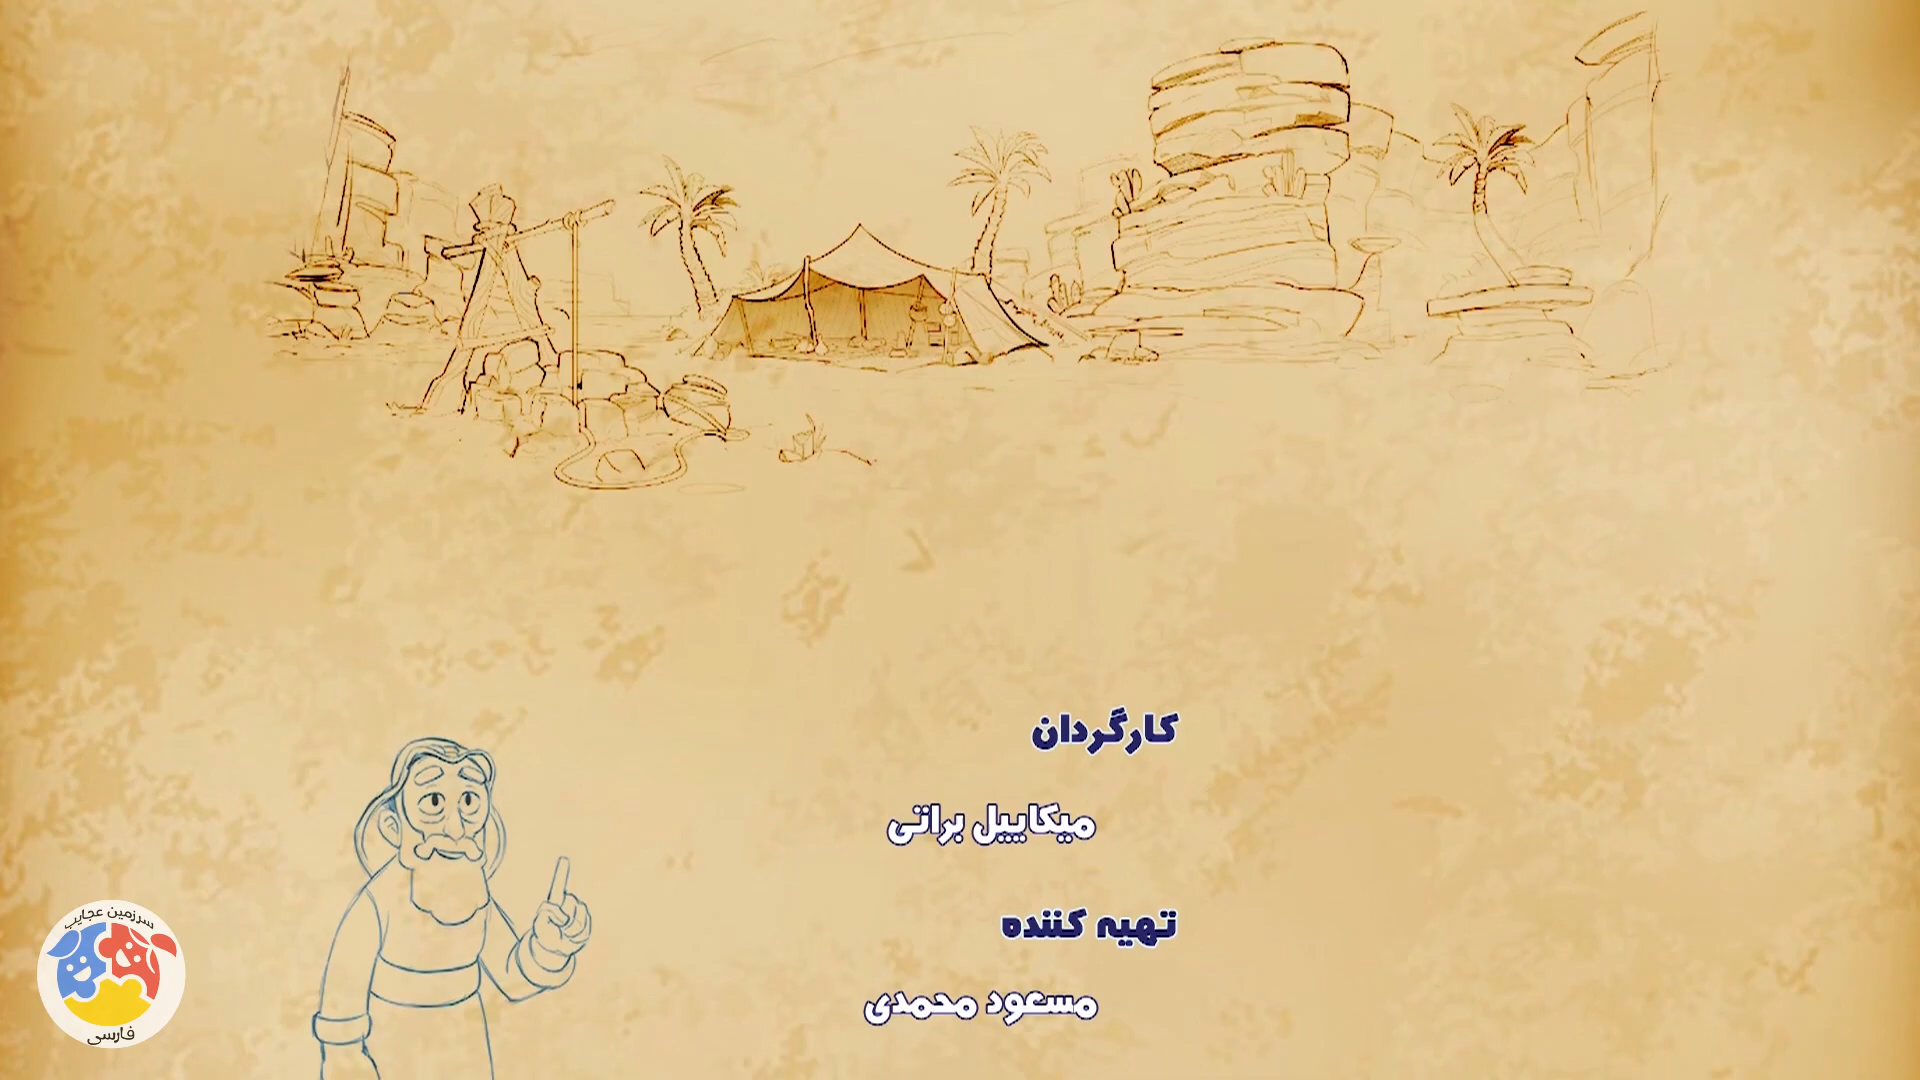 کارگردان
میکاییل براتی
تهیه کننده
مسعود محمدی
سرزمین عجایب
فارسی